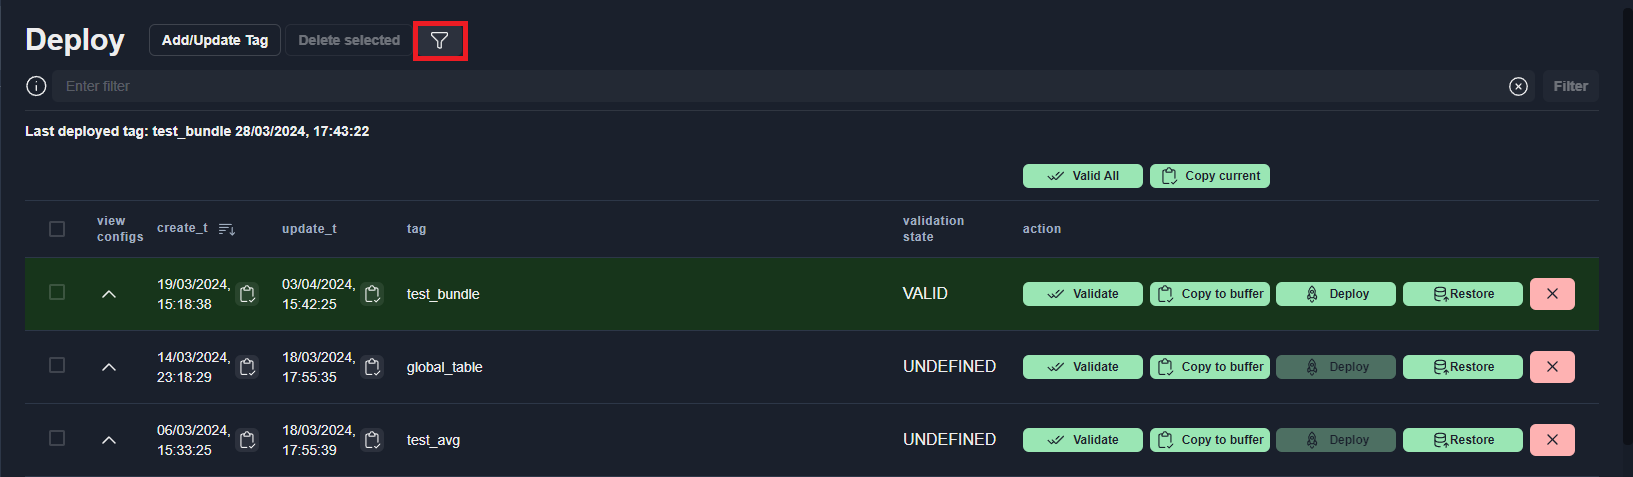 Deploy Add/Update Tag Delete selected
Enter filter Filter
Last deployed tag: test_bundle 28/03/2024, 17:43:22
Valid All Copy current
view configs create_t update_t tag validation state action
19/03/2024, 15:18:38 03/04/2024, 15:42:25 test_bundle VALID Validate Copy to buffer Deploy Restore
14/03/2024, 23:18:29 18/03/2024, 17:55:35 global_table UNDEFINED Validate Copy to buffer Deploy Restore
06/03/2024, 15:33:25 18/03/2024, 17:55:39 test_avg UNDEFINED Validate Copy to buffer Deploy Restore